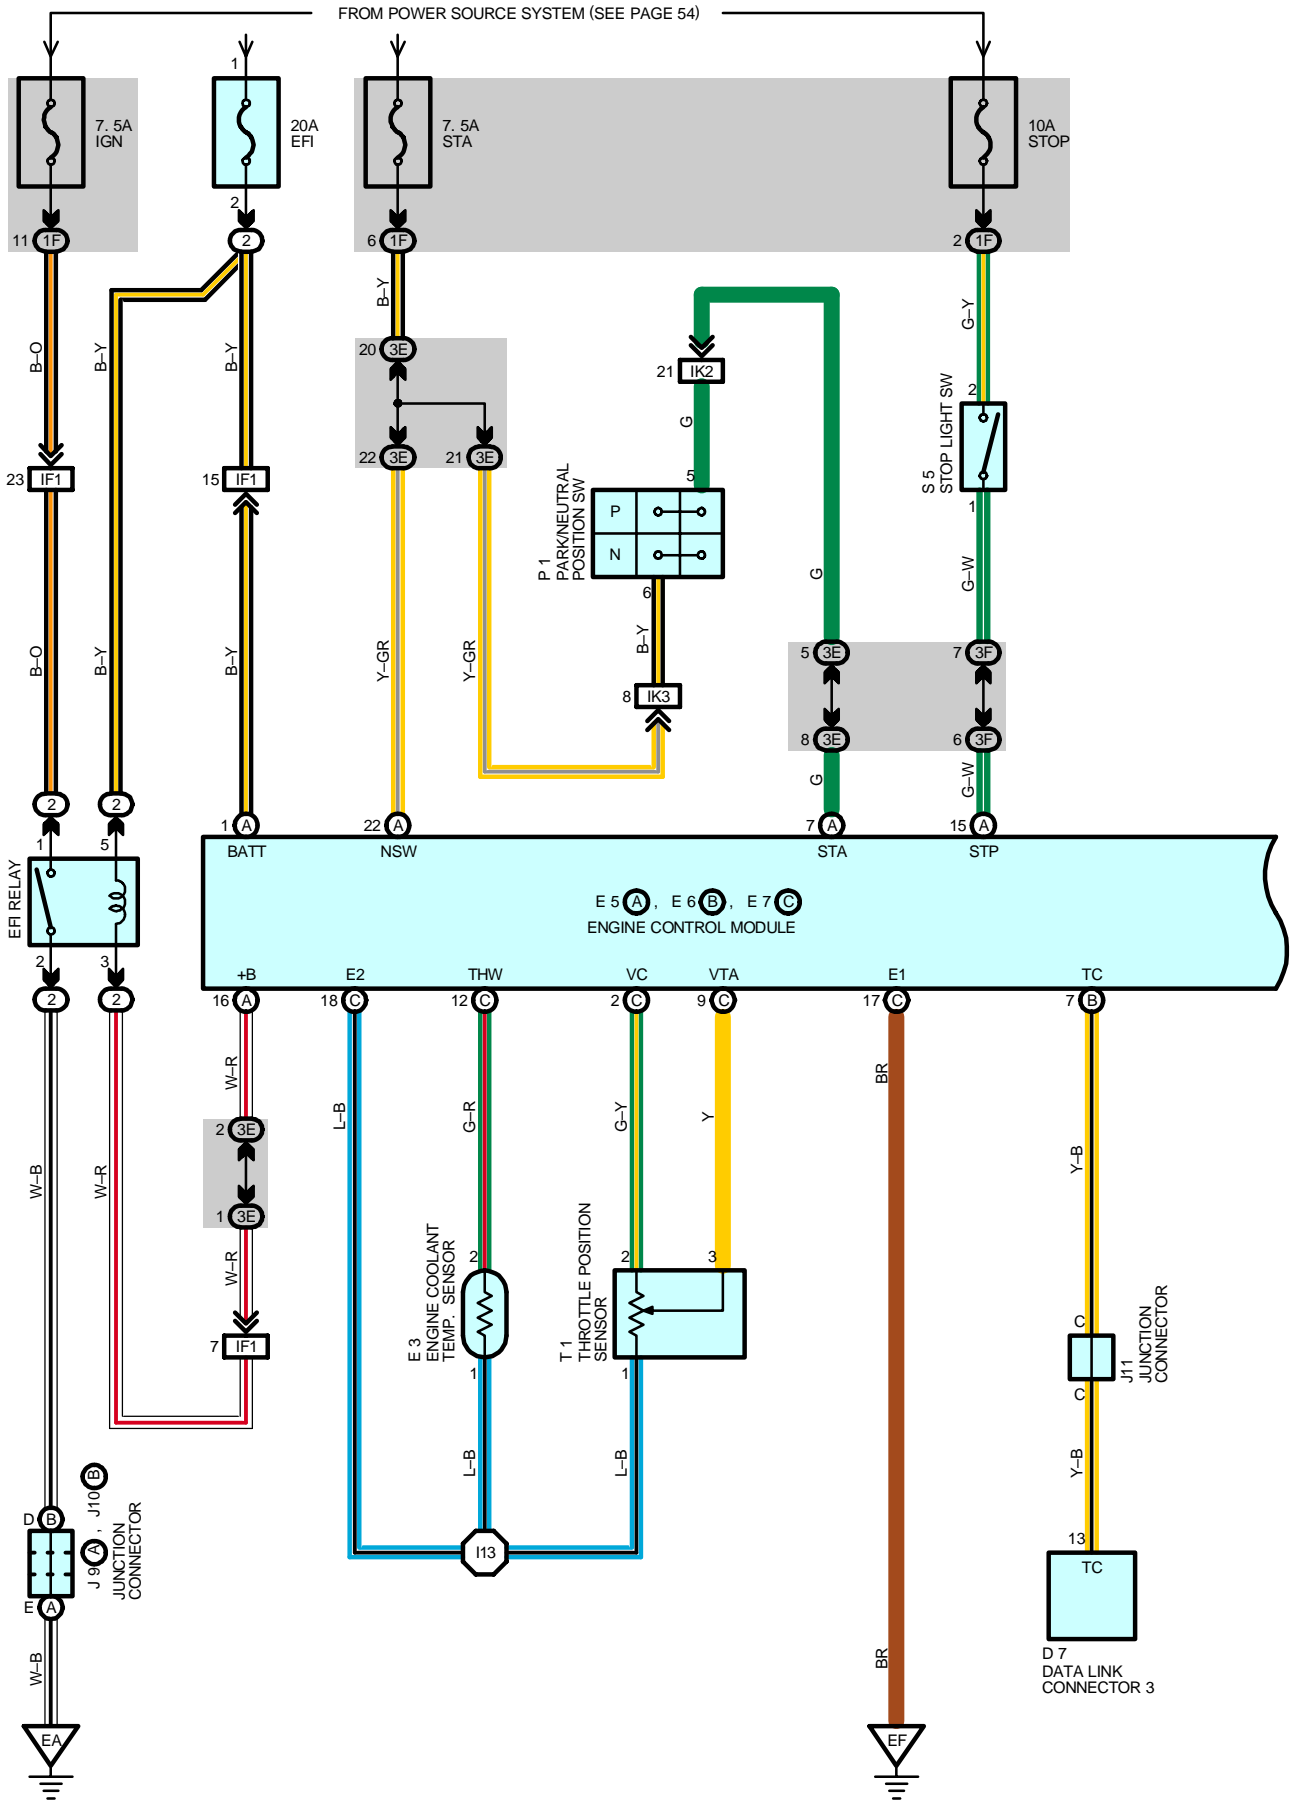 FROM POWER SOURCE SYSTEM (SEE PAGE 54)
1
7. 5A
IGN
20A
EFI
7. 5A
STA
10A
STOP
2
11 1F
2
6 1F
2 1F
B–Y
G–Y
B–O
B–Y
B–Y
20 3E
21 IK2
2
S 5
STOP LIGHT SW
G
22 3E
21 3E
23 IF1
15 IF1
5
P 1
PARK/NEUTRAL
POSITION SW
P
N
1
6
G
G–W
B–O
B–Y
B–Y
Y–GR
Y–GR
B–Y
5 3E
7 3F
8 IK3
8 3E
6 3F
G
G–W
2
2
1 A
22 A
7 A
15 A
1
5
BATT
NSW
STA
STP
EFI RELAY
E 5 A , E 6 B , E 7 C
ENGINE CONTROL MODULE
2
3
+B
E2
THW
VC
VTA
E1
TC
2
2
16 A
18 C
12 C
2 C
9 C
17 C
7 B
W–R
L–B
G–R
G–Y
Y
BR
2 3E
W–B
W–R
Y–B
1 3E
W–R
2
E 3
ENGINE COOLANT
TEMP. SENSOR
2
3
T 1
THROTTLE POSITION
SENSOR
7 IF1
C
J11
JUNCTION
CONNECTOR
1
1
C
L–B
L–B
Y–B
D B
J 9 A , J10 B
JUNCTION
CONNECTOR
I13
13
TC
E A
W–B
BR
D 7
DATA LINK
CONNECTOR 3
EA
EF